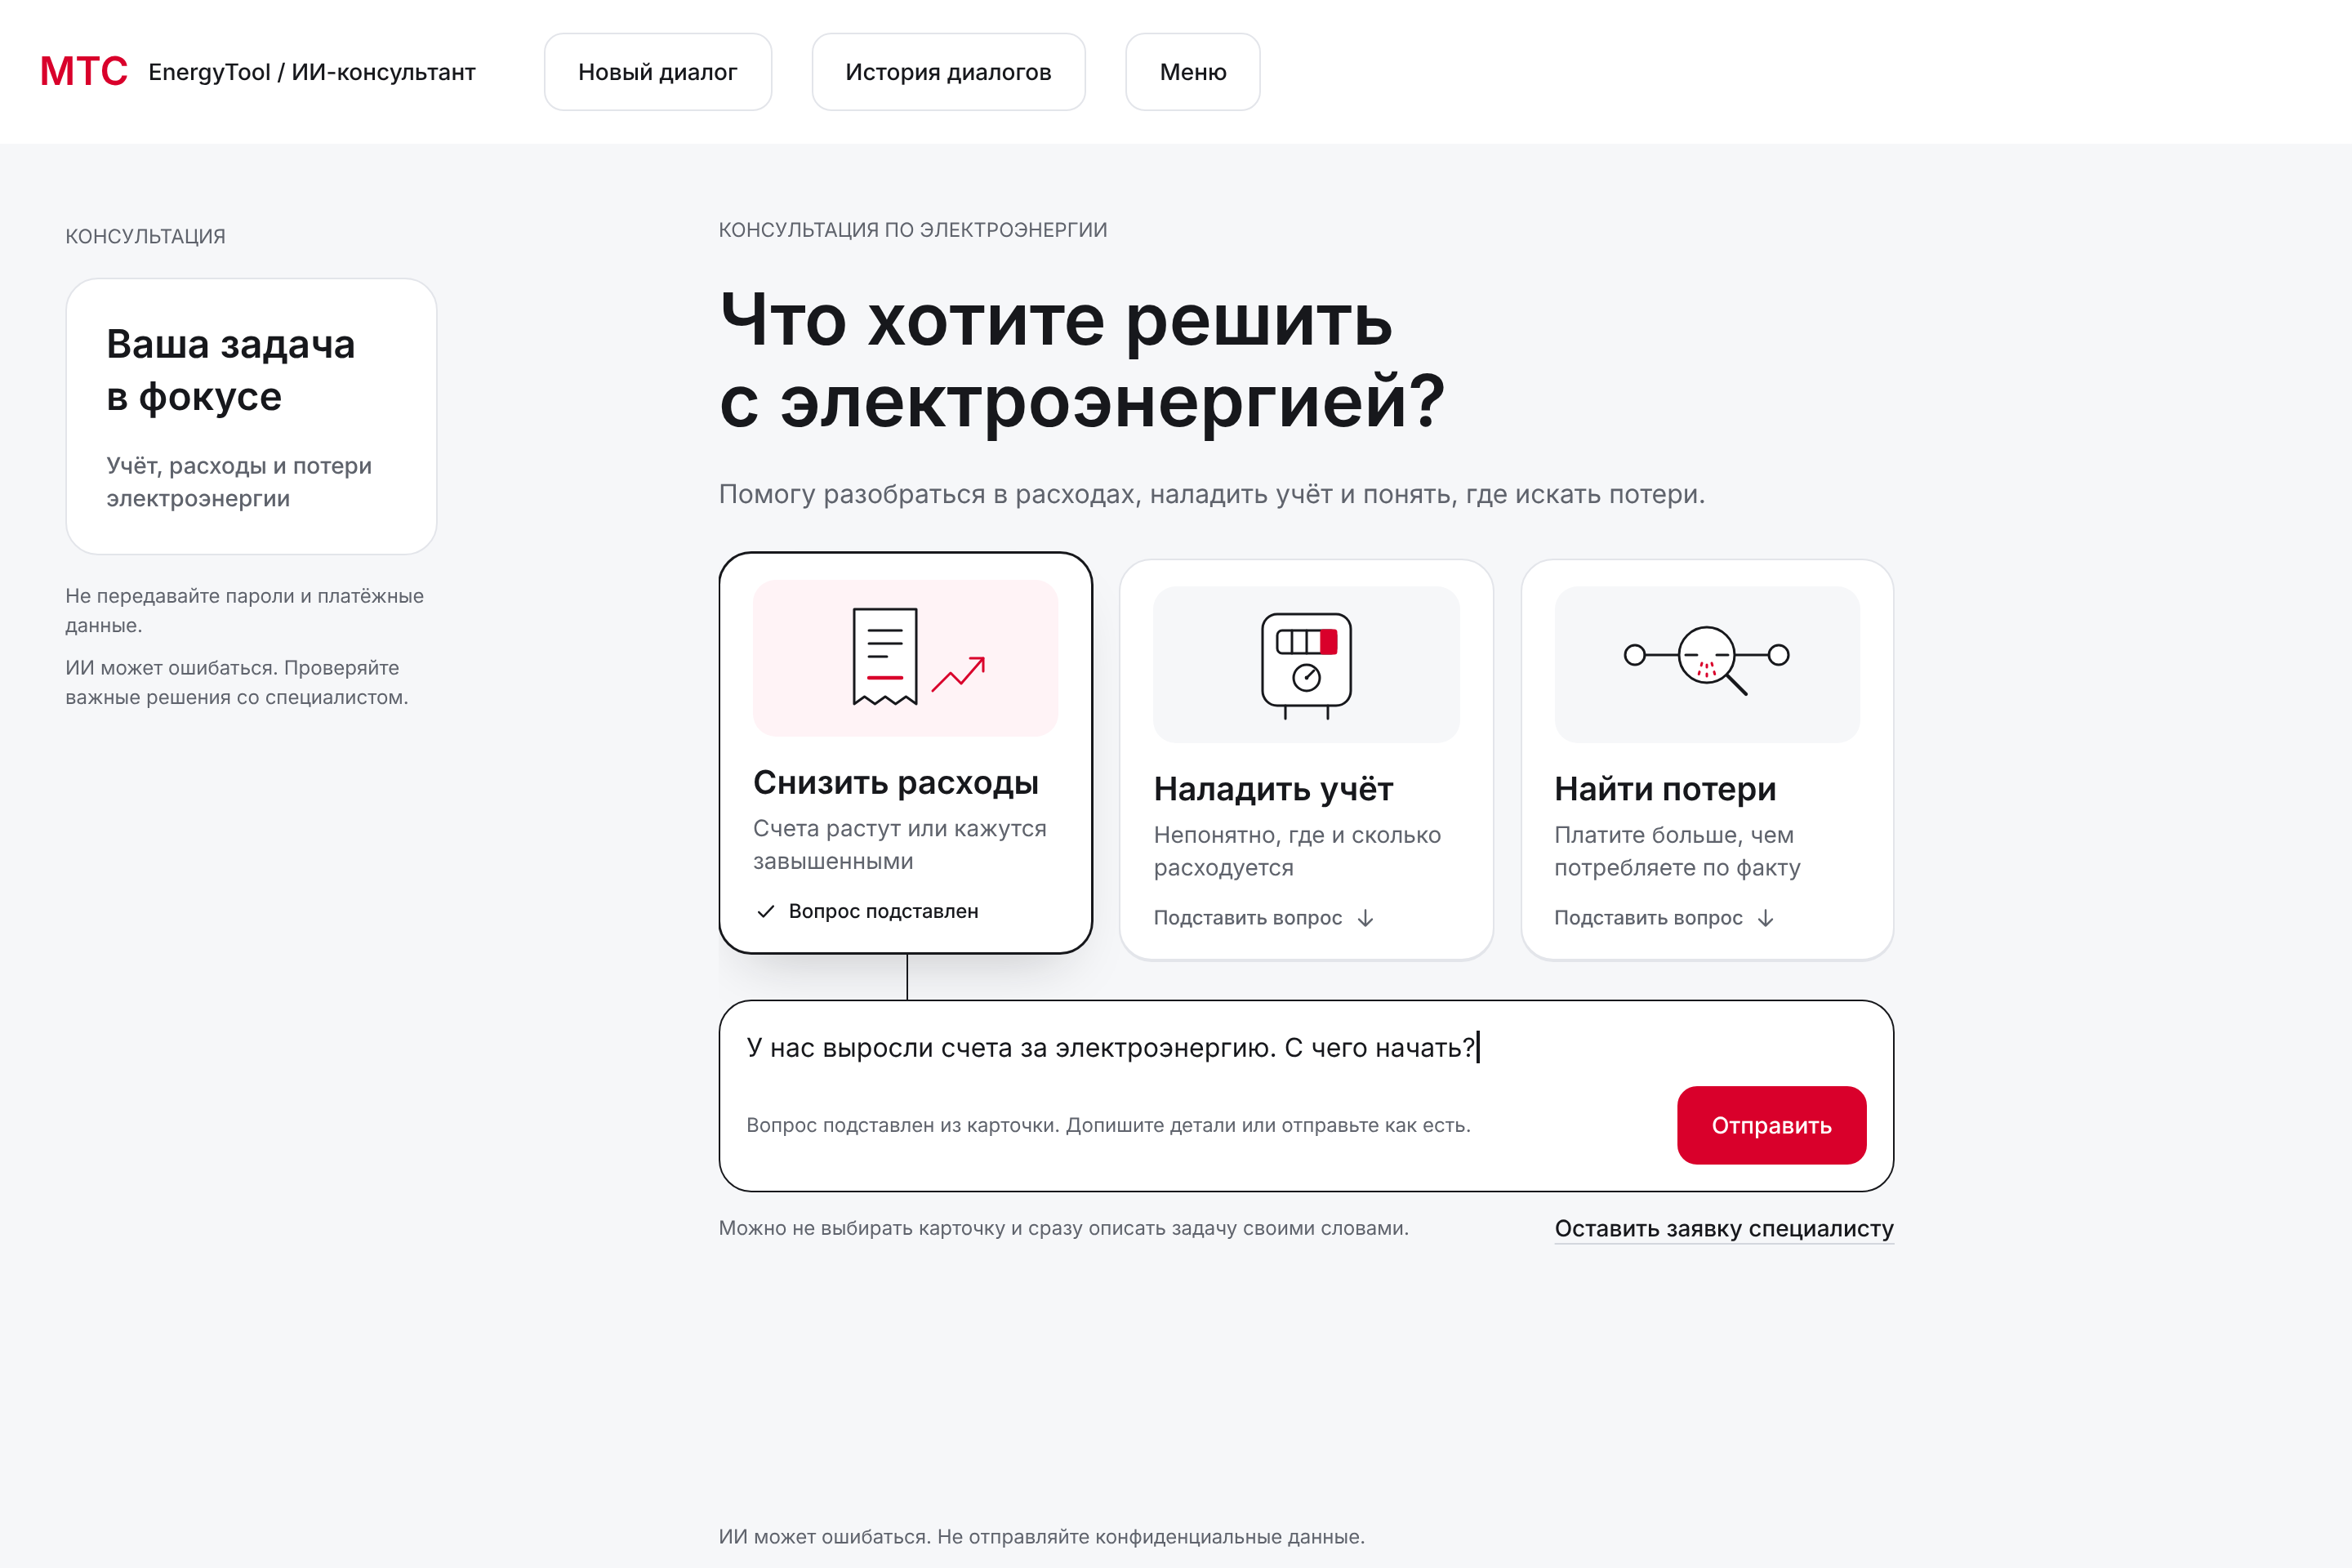 МТС EnergyTool / ИИ-консультант
Новый диалог
История диалогов
Меню
КОНСУЛЬТАЦИЯ
Ваша задача
в фокусе
Учёт, расходы и потери
электроэнергии
Не передавайте пароли и платёжные
данные.
ИИ может ошибаться. Проверяйте
важные решения со специалистом.
КОНСУЛЬТАЦИЯ ПО ЭЛЕКТРОЭНЕРГИИ
Что хотите решить
с электроэнергией?
Помогу разобраться в расходах, наладить учёт и понять, где искать потери.
Снизить расходы
Счета растут или кажутся
завышенными
Вопрос подставлен
Наладить учёт
Непонятно, где и сколько
расходуется
Подставить вопрос
Найти потери
Платите больше, чем
потребляете по факту
Подставить вопрос
У нас выросли счета за электроэнергию. С чего начать?
Вопрос подставлен из карточки. Допишите детали или отправьте как есть.
Отправить
Можно не выбирать карточку и сразу описать задачу своими словами.
Оставить заявку специалисту
ИИ может ошибаться. Не отправляйте конфиденциальные данные.